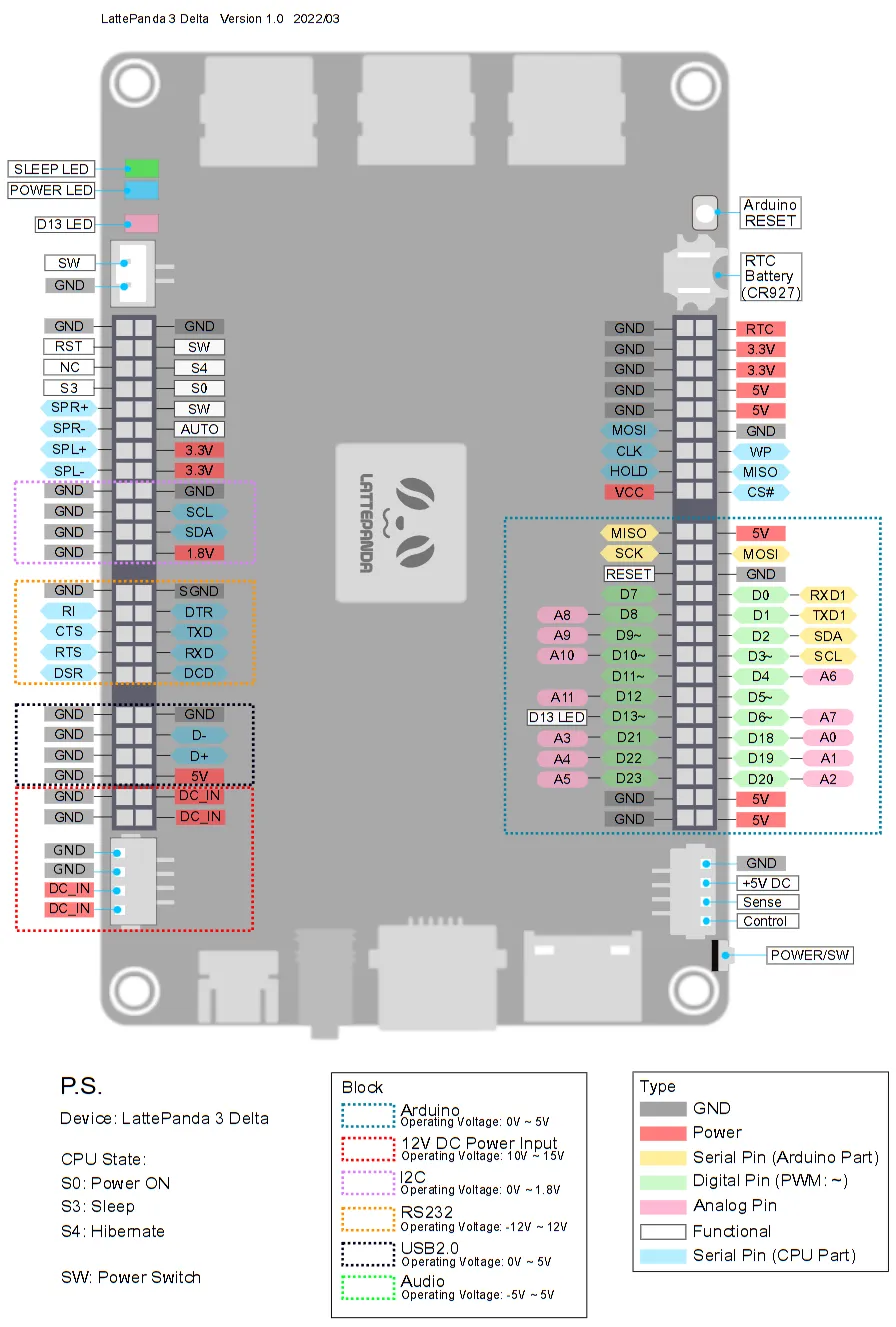 LattePanda 3 Delta Version 1.0 2022/03
SLEEP LED
POWER LED
D13 LED
SW
GND
Arduino
RESET
RTC
Battery
(CR927)
GND GND
RST SW
NC S4
S3 S0
SPR+ SW
SPR- AUTO
SPL+ 3.3V
SPL- 3.3V
GND GND
GND SCL
GND SDA
GND 1.8V
GND SGND
RI DTR
CTS TXD
RTS RXD
DSR DCD
GND GND
GND D-
GND D+
GND 5V
GND DC_IN
GND DC_IN
GND
GND
DC_IN
DC_IN
LATTEPANDA
GND RTC
GND 3.3V
GND 3.3V
GND 5V
GND 5V
MOSI GND
CLK WP
HOLD MISO
VCC CS#
MISO 5V
SCK MOSI
RESET GND
D7 D0 RXD1
A8 D8 D1 TXD1
A9 D9~ D2 SDA
A10 D10~ D3~ SCL
D11~ D4 A6
A11 D12 D5~
D13 LED D13~ D6~ A7
A3 D21 D18 A0
A4 D22 D19 A1
A5 D23 D20 A2
GND 5V
GND 5V
GND
+5V DC
Sense
Control
POWER/SW
P.S.
Device: LattePanda 3 Delta
CPU State:
S0: Power ON
S3: Sleep
S4: Hibernate
SW: Power Switch
Block
Arduino
Operating Voltage: 0V ~ 5V
12V DC Power Input
Operating Voltage: 10V ~ 15V
I2C
Operating Voltage: 0V ~ 1.8V
RS232
Operating Voltage: -12V ~ 12V
USB2.0
Operating Voltage: 0V ~ 5V
Audio
Operating Voltage: -5V ~ 5V
Type
GND
Power
Serial Pin (Arduino Part)
Digital Pin (PWM: ~)
Analog Pin
Functional
Serial Pin (CPU Part)